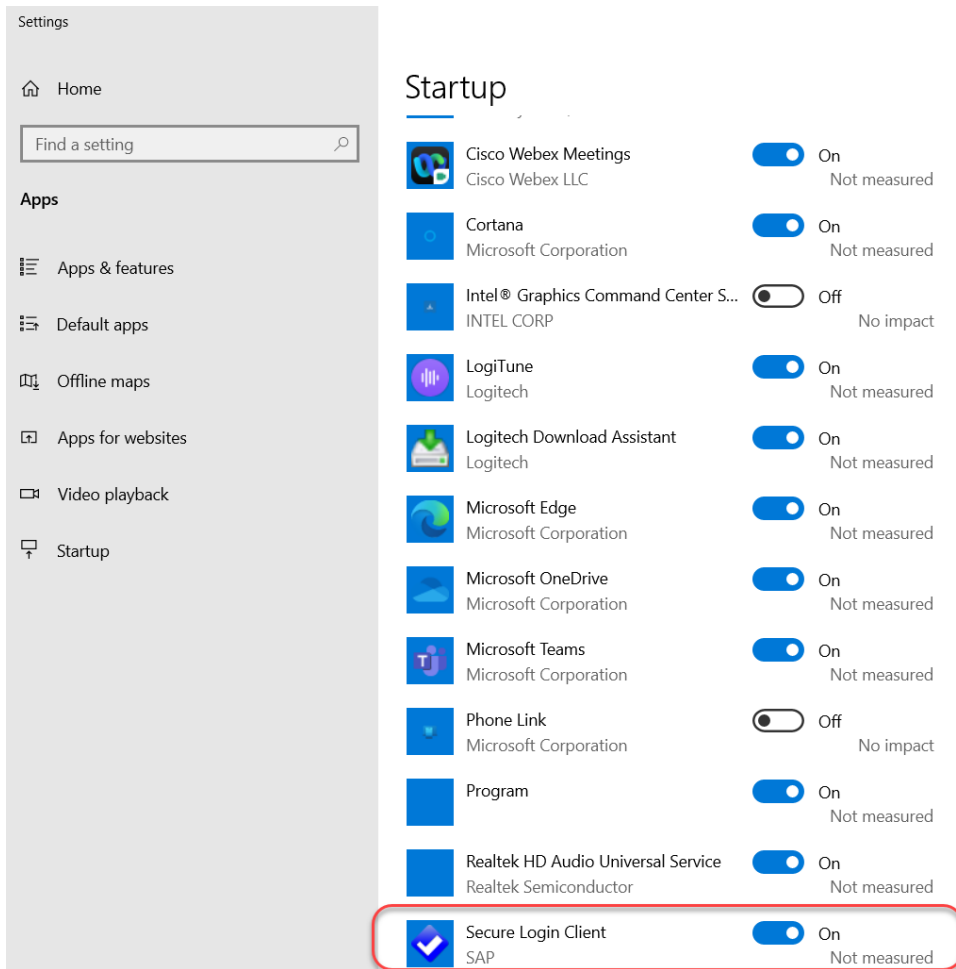 Settings
Home
Find a setting
Apps
Apps & features
Default apps
Offline maps
Apps for websites
Video playback
Startup
Startup
Cisco Webex Meetings
On
Cisco Webex LLC
Not measured
Cortana
On
Microsoft Corporation
Not measured
Intel® Graphics Command Center S...
Off
INTEL CORP
No impact
LogiTune
On
Logitech
Not measured
Logitech Download Assistant
On
Logitech
Not measured
Microsoft Edge
On
Microsoft Corporation
Not measured
Microsoft OneDrive
On
Microsoft Corporation
Not measured
Microsoft Teams
On
Microsoft Corporation
Not measured
Phone Link
Off
Microsoft Corporation
No impact
Program
On
Not measured
Realtek HD Audio Universal Service
On
Realtek Semiconductor
Not measured
Secure Login Client
On
SAP
Not measured